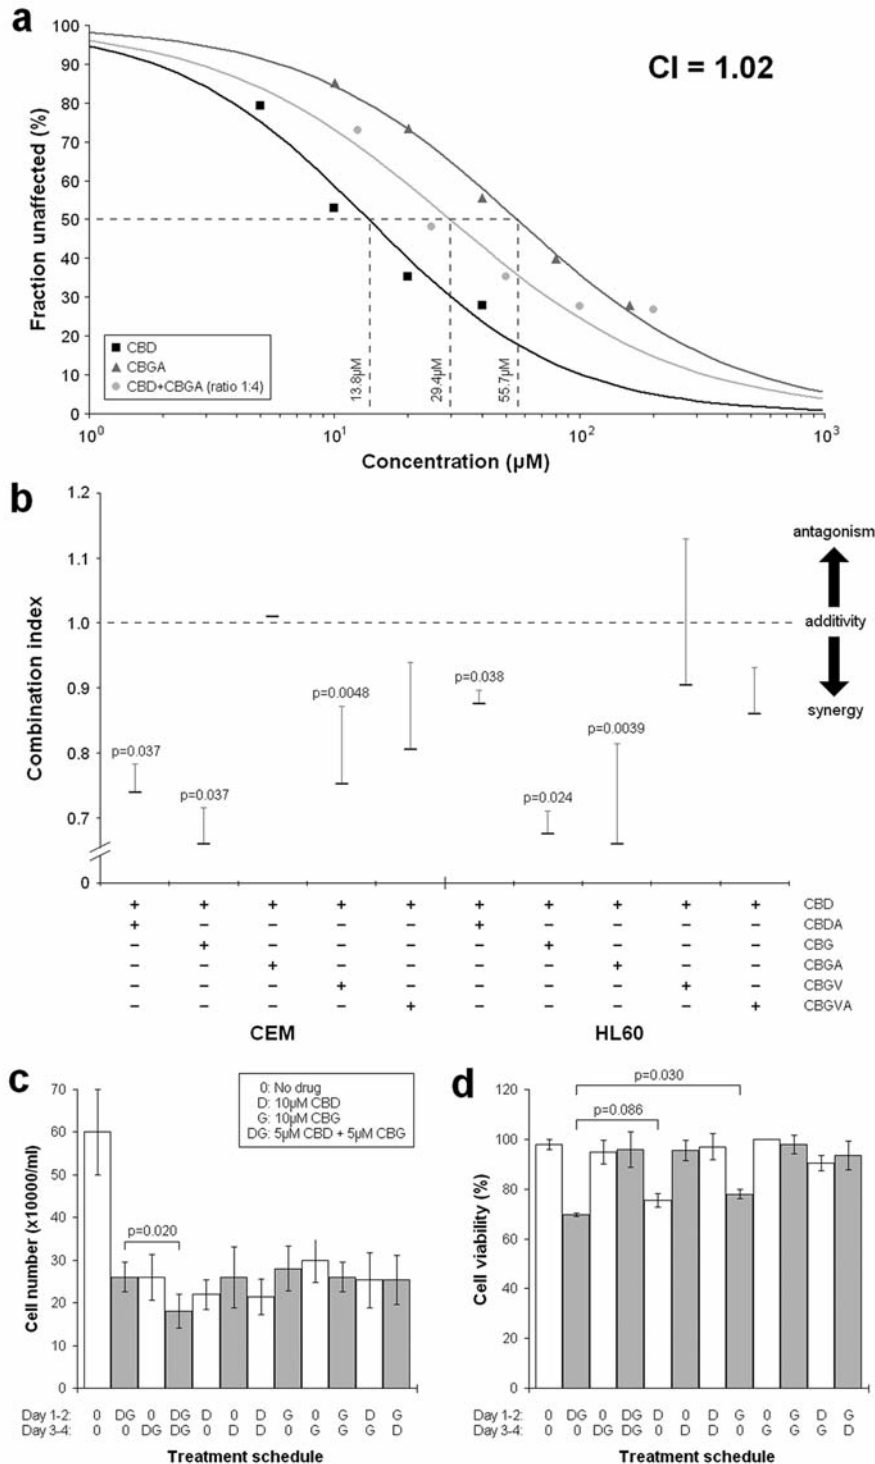 a
100
90
80
70
60
50
40
30
20
10
0
Fraction unaffected (%)
CI = 1.02
CBD
CBGA
CBD+CBGA (ratio 1:4)
13.8µM
29.4µM
55.7µM
10⁰
10¹
10²
10³
Concentration (µM)
b
1.2
1.1
1.0
0.9
0.8
0.7
0
Combination index
antagonism
additivity
synergy
p=0.037
p=0.037
p=0.0048
p=0.038
p=0.024
p=0.0039
+ + + + + + + + + + CBD
+ − − − − + − − − − CBDA
− + − − − − + − − − CBG
− − + − − − − + − − CBGA
− − − + − − − − + − CBGV
− − − − + − − − − + CBGVA
CEM HL60
c
70
60
50
40
30
20
10
0
Cell number (x10000/ml)
0: No drug
D: 10µM CBD
G: 10µM CBG
DG: 5µM CBD + 5µM CBG
p=0.020
Day 1-2: 0 DG 0 DG D 0 D G 0 G D G
Day 3-4: 0 0 DG DG 0 D D 0 G G G D
Treatment schedule
d
120
100
80
60
40
20
0
Cell viability (%)
p=0.030
p=0.086
Day 1-2: 0 DG 0 DG D 0 D G 0 G D G
Day 3-4: 0 0 DG DG 0 D D 0 G G G D
Treatment schedule